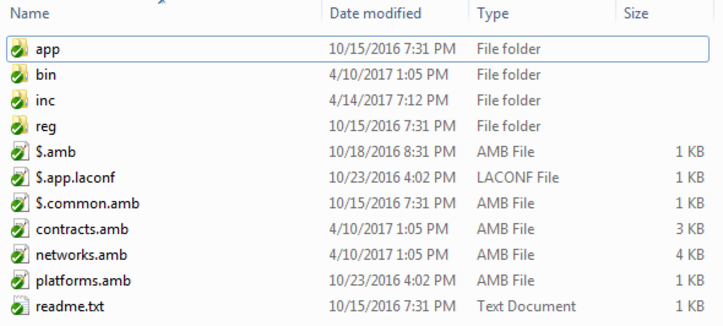 Name Date modified Type Size
app 10/15/2016 7:31 PM File folder
bin 4/10/2017 1:05 PM File folder
inc 4/14/2017 7:12 PM File folder
reg 10/15/2016 7:31 PM File folder
$.amb 10/18/2016 8:31 PM AMB File 1 KB
$.app.laconf 10/23/2016 4:02 PM LACONF File 1 KB
$.common.amb 10/15/2016 7:31 PM AMB File 1 KB
contracts.amb 4/10/2017 1:05 PM AMB File 3 KB
networks.amb 4/10/2017 1:05 PM AMB File 4 KB
platforms.amb 10/23/2016 4:02 PM AMB File 1 KB
readme.txt 10/15/2016 7:31 PM Text Document 1 KB